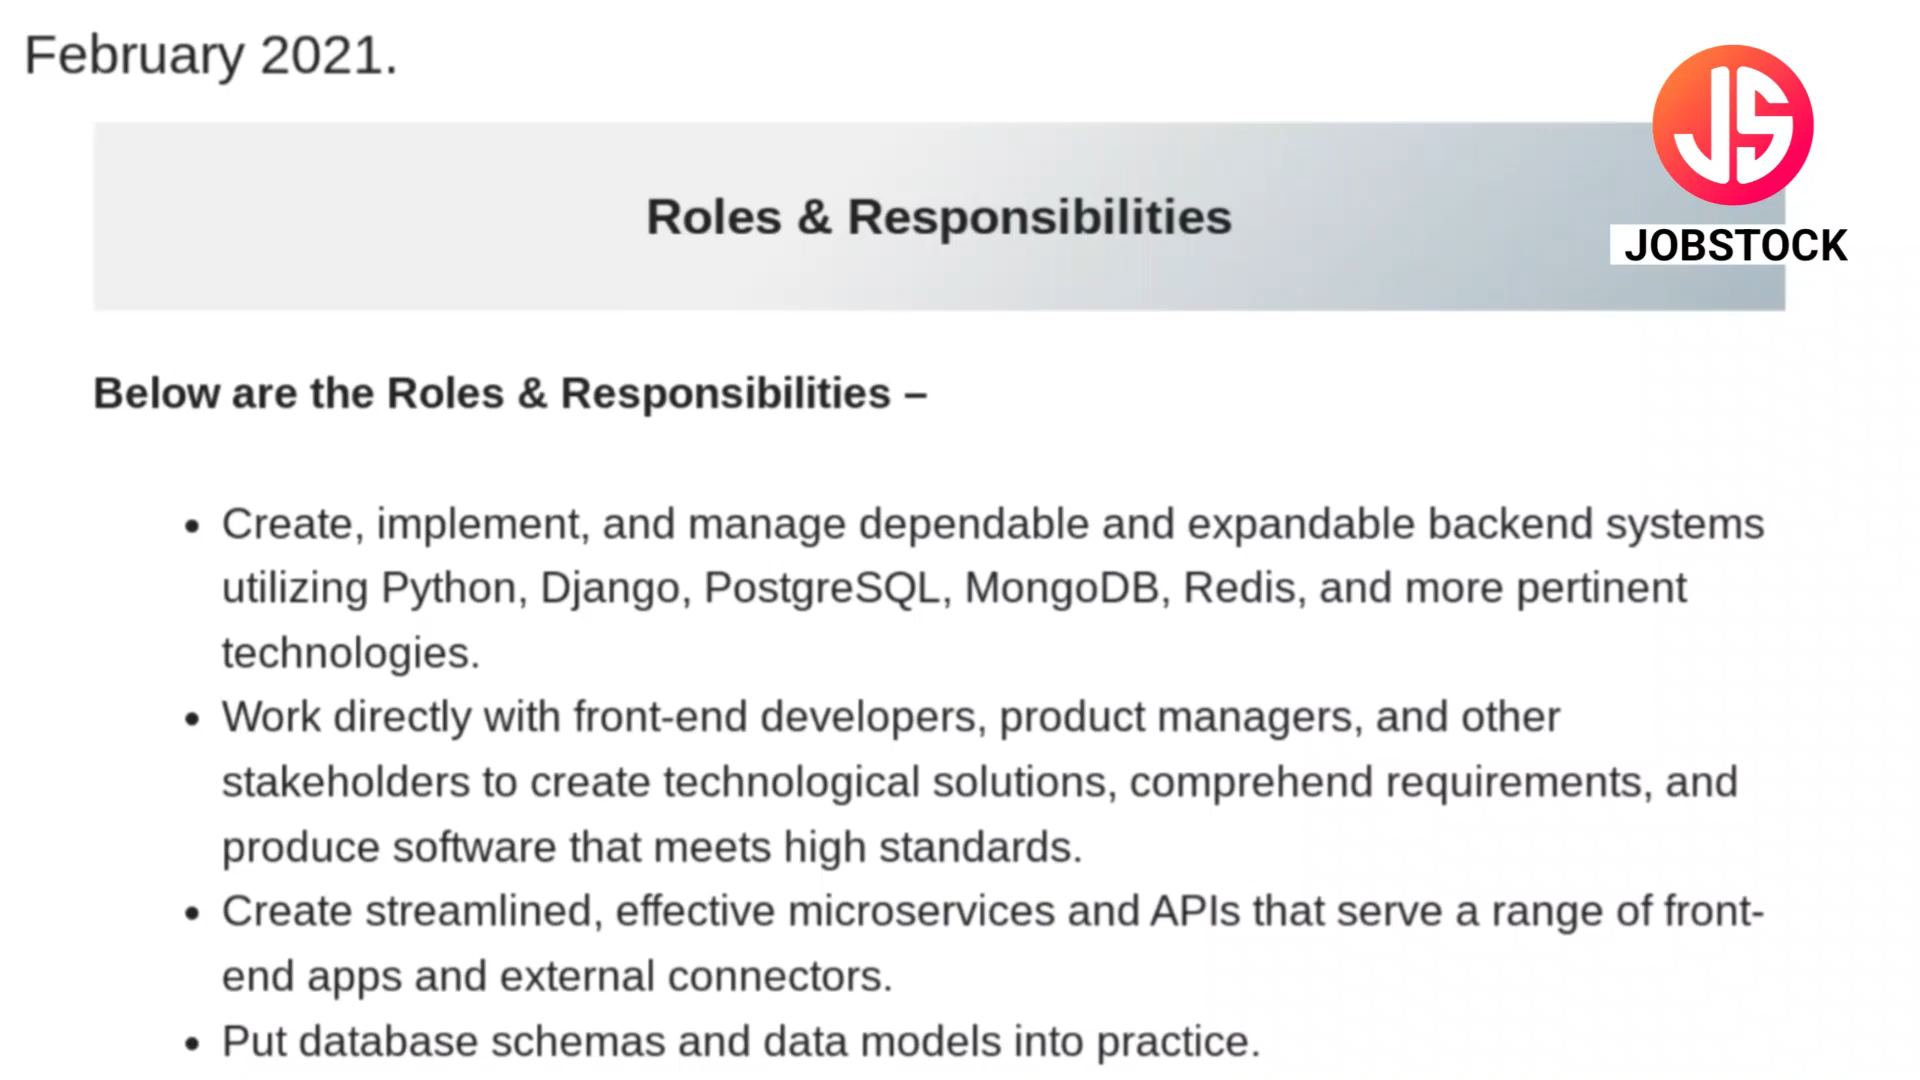 February 2021.
JS
Roles & Responsibilities
JOBSTOCK
Below are the Roles & Responsibilities –
• Create, implement, and manage dependable and expandable backend systems
utilizing Python, Django, PostgreSQL, MongoDB, Redis, and more pertinent
technologies.
• Work directly with front-end developers, product managers, and other
stakeholders to create technological solutions, comprehend requirements, and
produce software that meets high standards.
• Create streamlined, effective microservices and APIs that serve a range of front-
end apps and external connectors.
• Put database schemas and data models into practice.